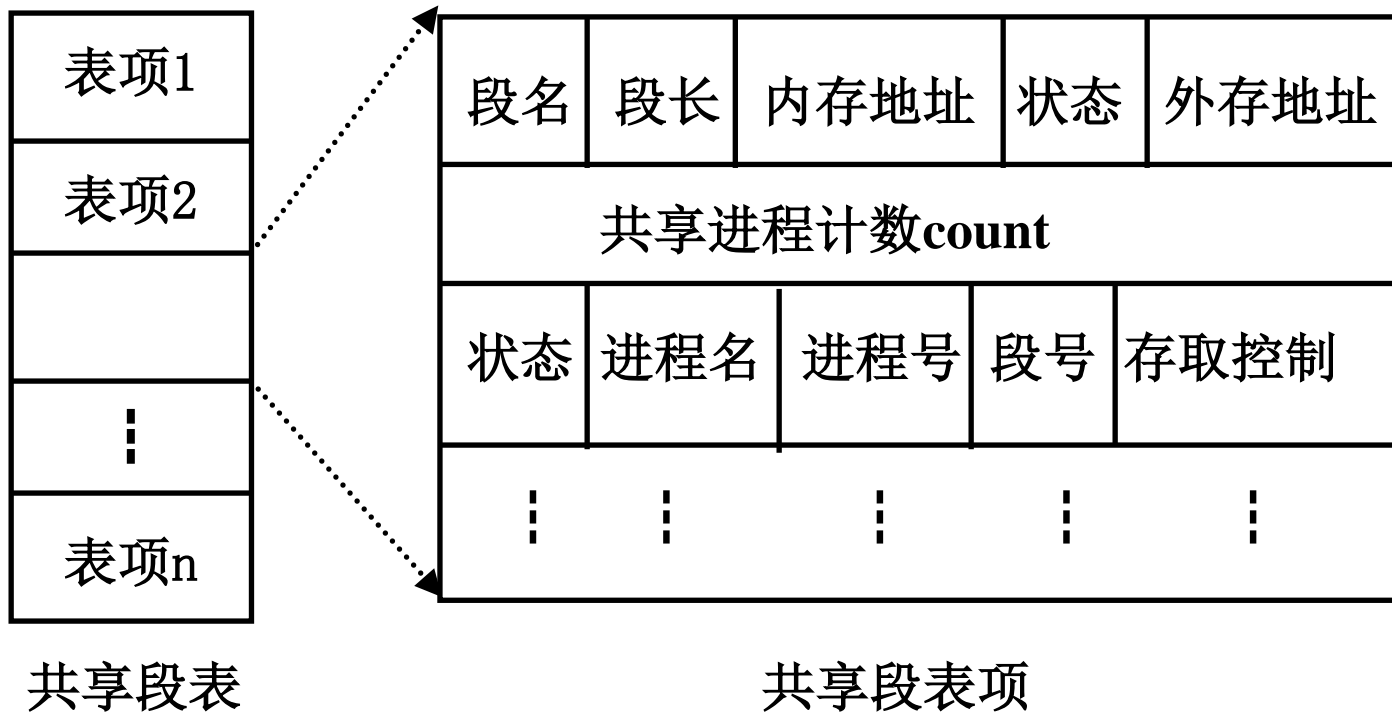 表项1
表项2
表项n
共享段表
段名 段长 内存地址 状态 外存地址
共享进程计数count
状态 进程名 进程号 段号 存取控制
共享段表项